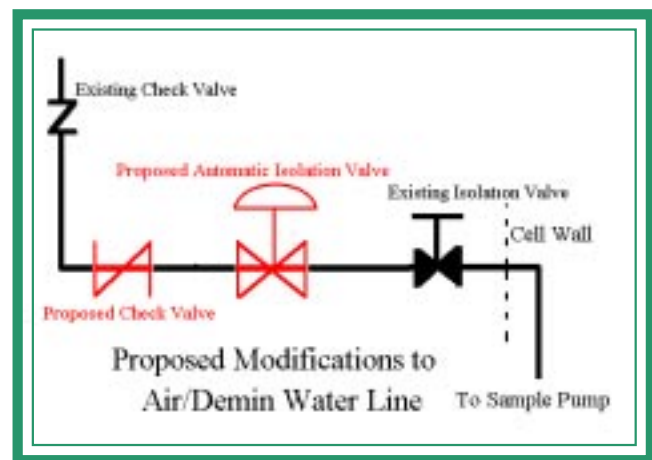 Existing Check Valve
Proposed Automatic Isolation Valve
Existing Isolation Valve
Cell Wall
Proposed Check Valve
Proposed Modifications to
Air/Demin Water Line
To Sample Pump